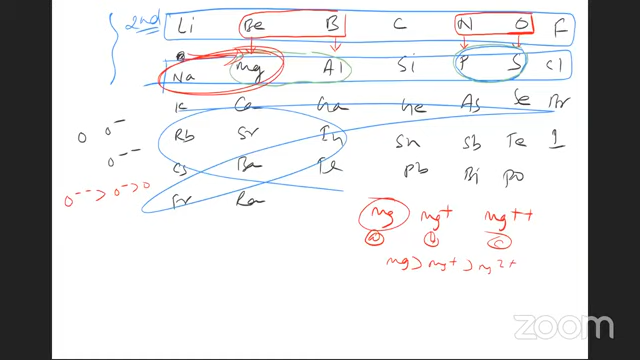 2nd Li Be B C N O F
Na Mg Al Si P S Cl
K Ca Ga Ge As Se Br
O O⁻ Rb Sr In Sn Sb Te I
O⁻⁻ Cs Ba Te Pb Bi Po
O⁻⁻ > O⁻ > O Fr Ra
mg mg+ mg++
a b c
mg > mg+ > mg2+
zoom